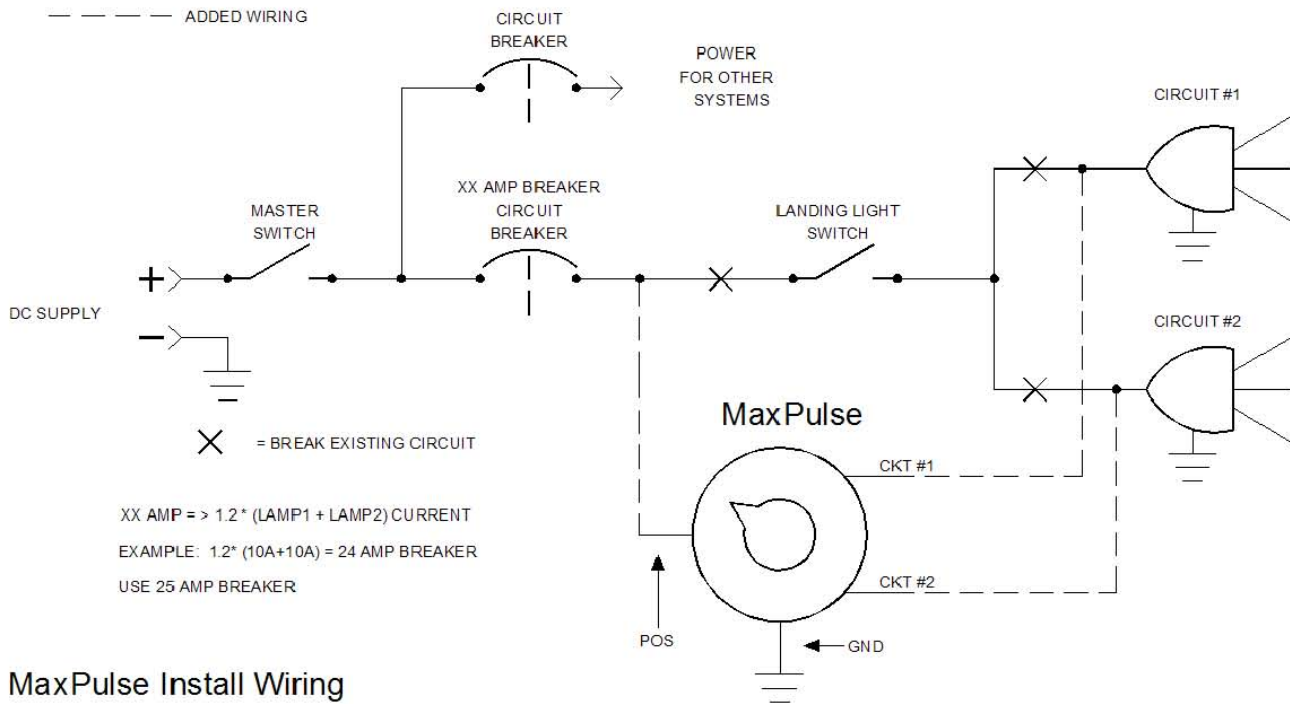 ADDED WIRING
CIRCUIT
BREAKER
POWER
FOR OTHER
SYSTEMS
CIRCUIT #1
XX AMP BREAKER
CIRCUIT
BREAKER
MASTER
SWITCH
LANDING LIGHT
SWITCH
+
DC SUPPLY
−
CIRCUIT #2
MaxPulse
= BREAK EXISTING CIRCUIT
CKT #1
XX AMP = > 1.2 * (LAMP1 + LAMP2) CURRENT
EXAMPLE: 1.2* (10A+10A) = 24 AMP BREAKER
USE 25 AMP BREAKER
CKT #2
POS
GND
MaxPulse Install Wiring